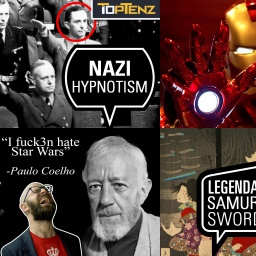 TopTenz
NAZI
HYPNOTISM
"I fuck3n hate
Star Wars"
-Paulo Coelho
LEGENDA
SAMUR
SWORD